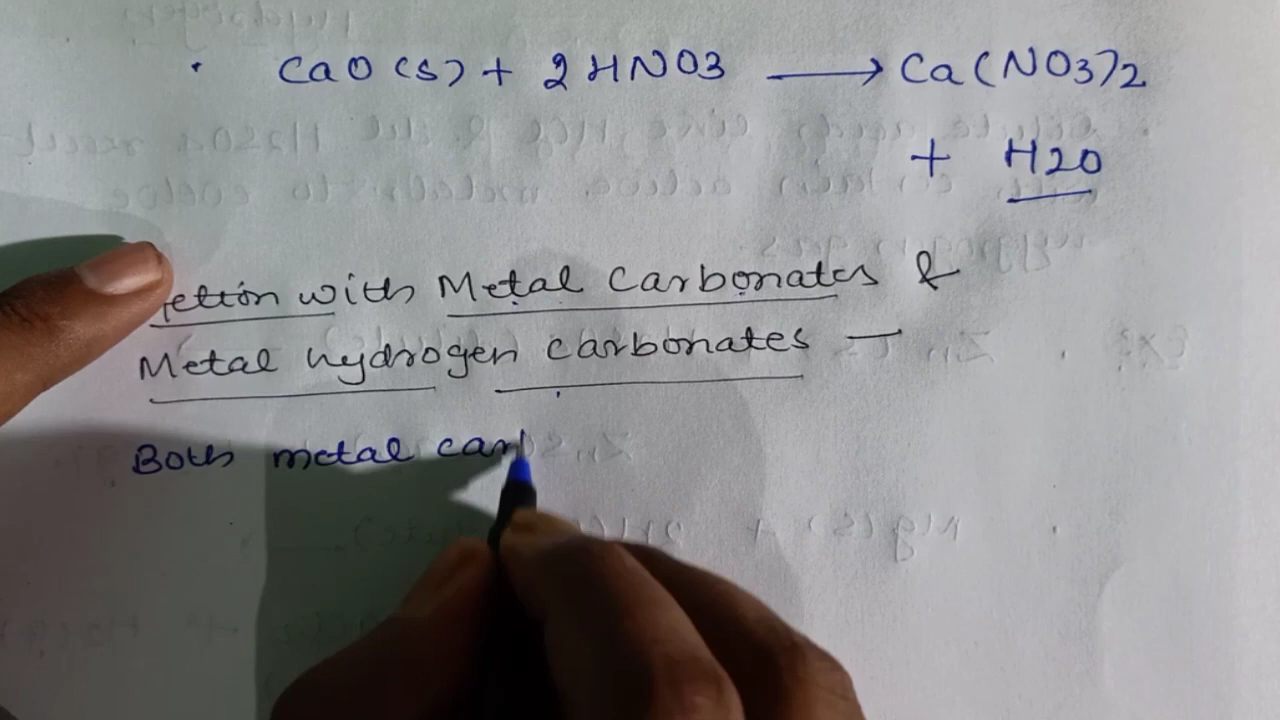 . CaO (s) + 2HNO3 → Ca(NO3)2
+ H2O
with Metal Carbonates &
Metal hydrogen carbonates —
Both metal car